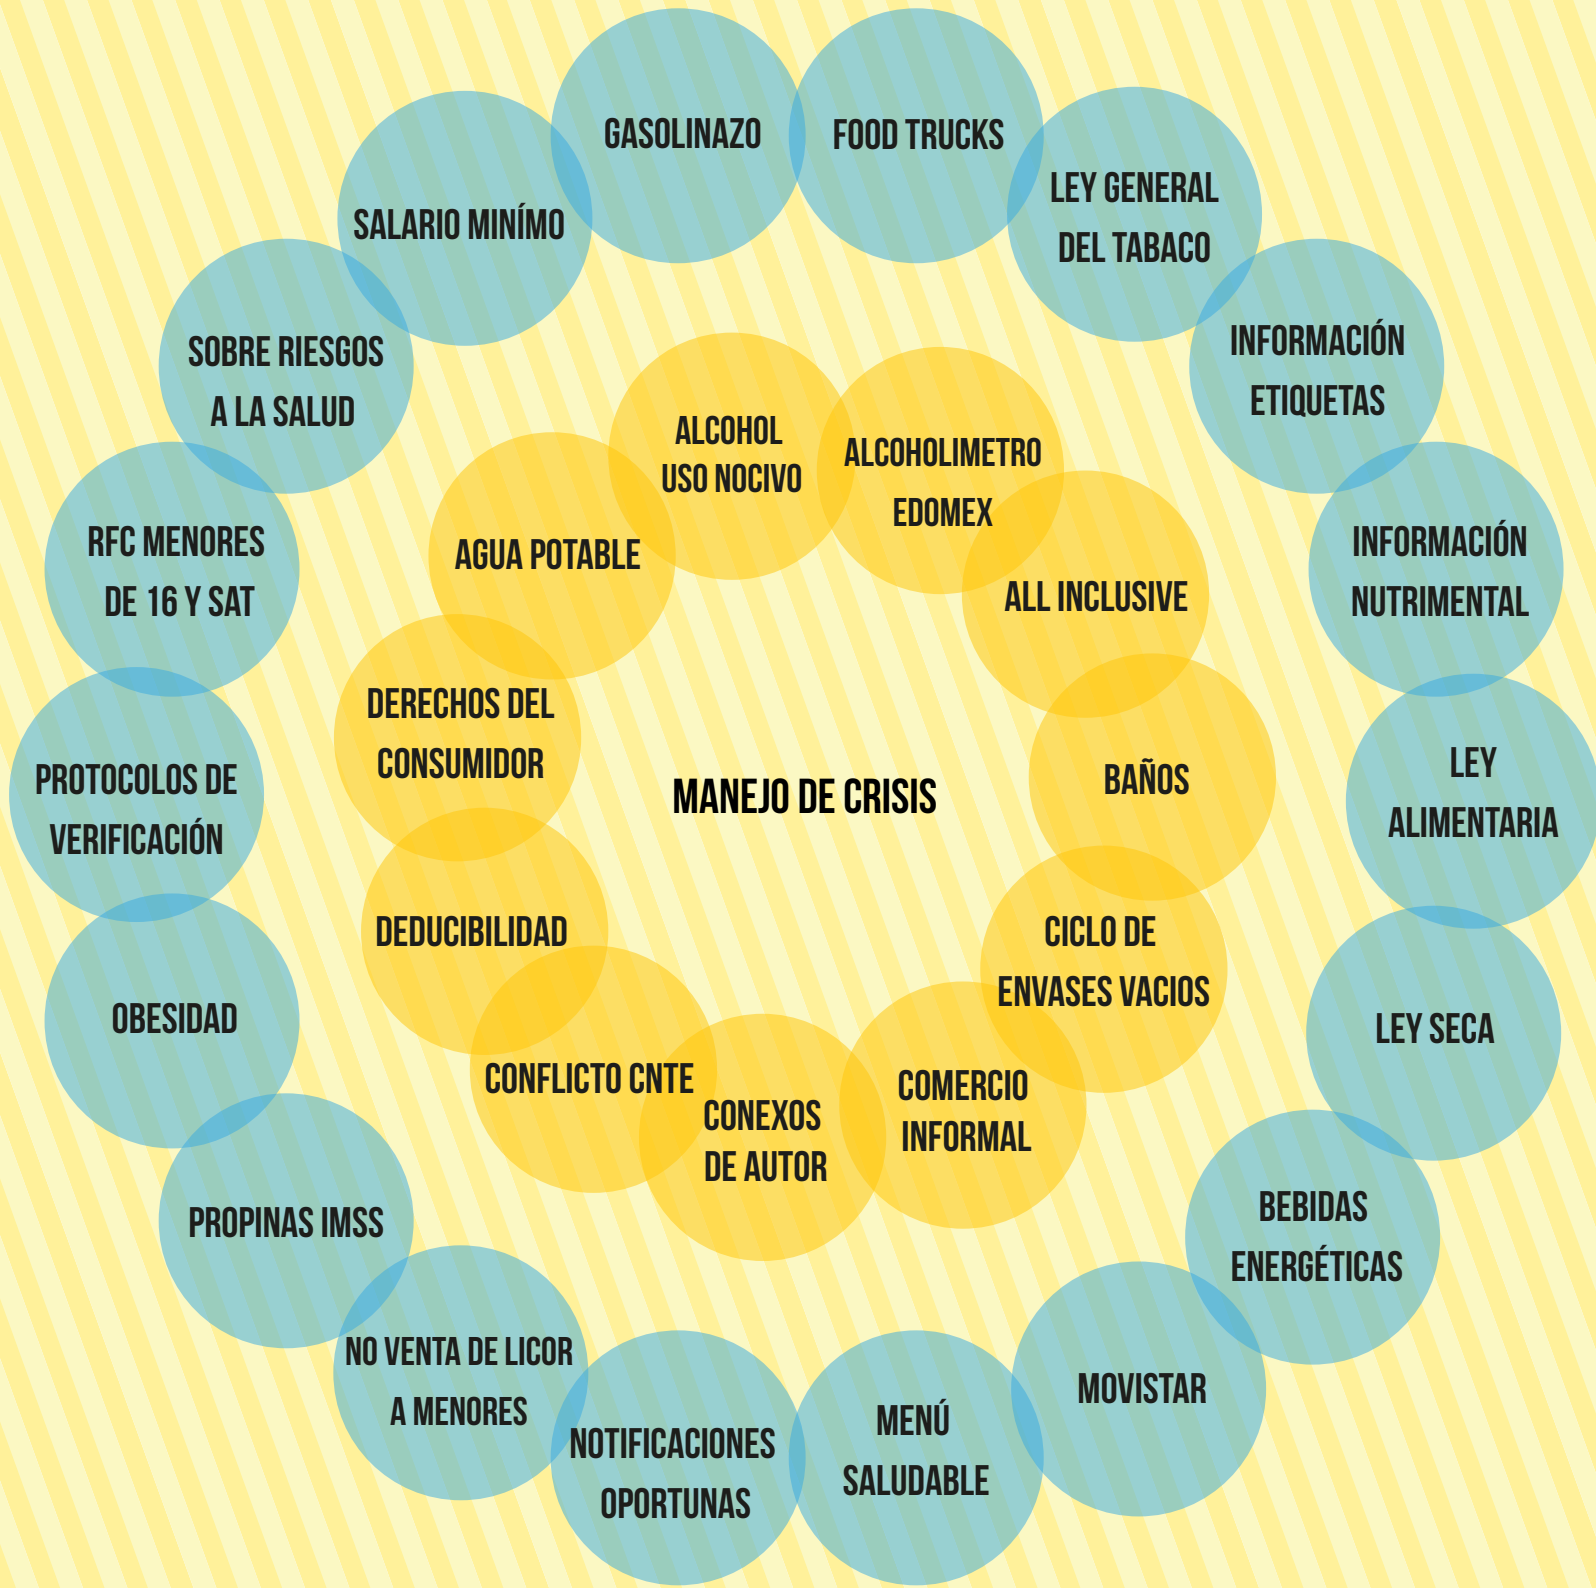 GASOLINAZO
FOOD TRUCKS
LEY GENERAL
DEL TABACO
INFORMACIÓN
ETIQUETAS
INFORMACIÓN
NUTRIMENTAL
LEY
ALIMENTARIA
LEY SECA
BEBIDAS
ENERGÉTICAS
MOVISTAR
MENÚ
SALUDABLE
NOTIFICACIONES
OPORTUNAS
NO VENTA DE LICOR
A MENORES
PROPINAS IMSS
OBESIDAD
PROTOCOLOS DE
VERIFICACIÓN
RFC MENORES
DE 16 Y SAT
SOBRE RIESGOS
A LA SALUD
SALARIO MINÍMO
ALCOHOL
USO NOCIVO
ALCOHOLIMETRO
EDOMEX
ALL INCLUSIVE
BAÑOS
CICLO DE
ENVASES VACIOS
COMERCIO
INFORMAL
CONEXOS
DE AUTOR
CONFLICTO CNTE
DEDUCIBILIDAD
DERECHOS DEL
CONSUMIDOR
AGUA POTABLE
MANEJO DE CRISIS